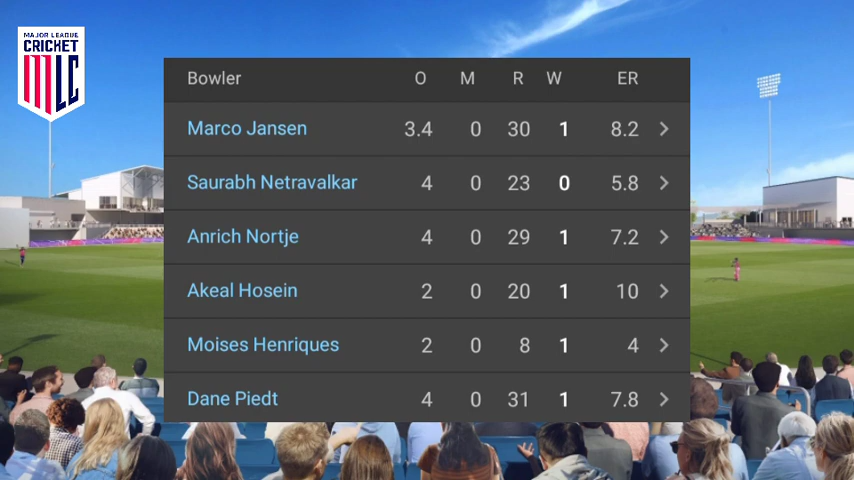 MAJOR LEAGUE
CRICKET
MLC
Bowler O M R W ER
Marco Jansen 3.4 0 30 1 8.2
Saurabh Netravalkar 4 0 23 0 5.8
Anrich Nortje 4 0 29 1 7.2
Akeal Hosein 2 0 20 1 10
Moises Henriques 2 0 8 1 4
Dane Piedt 4 0 31 1 7.8